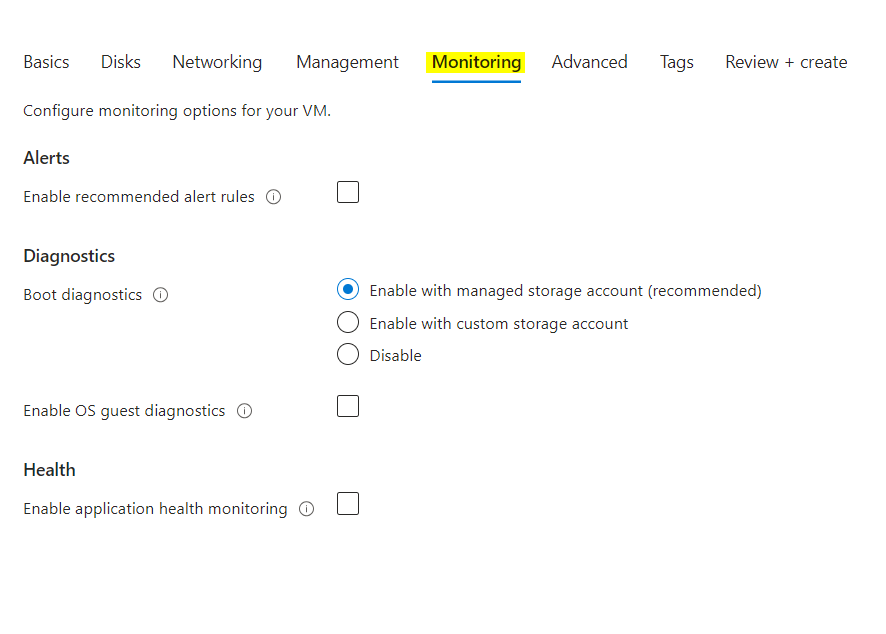 Basics Disks Networking Management Monitoring Advanced Tags Review + create
Configure monitoring options for your VM.
Alerts
Enable recommended alert rules
Diagnostics
Boot diagnostics
Enable with managed storage account (recommended)
Enable with custom storage account
Disable
Enable OS guest diagnostics
Health
Enable application health monitoring